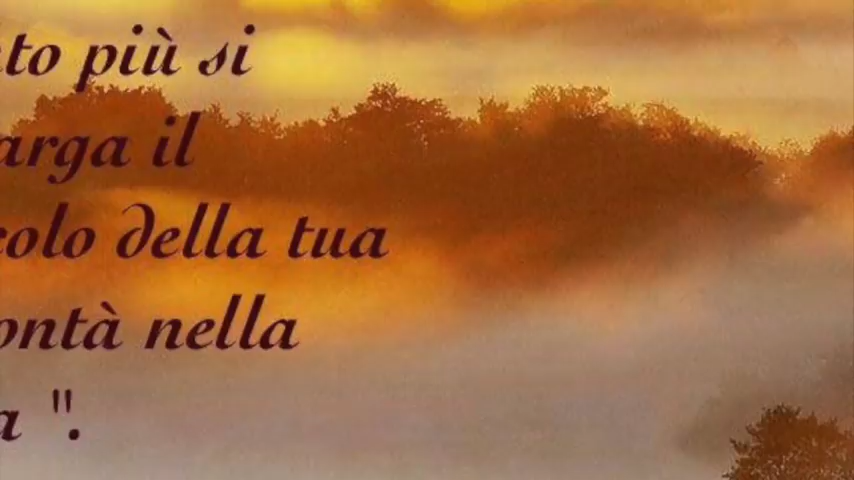 to più si
arga il
colo della tua
ontà nella
a ".